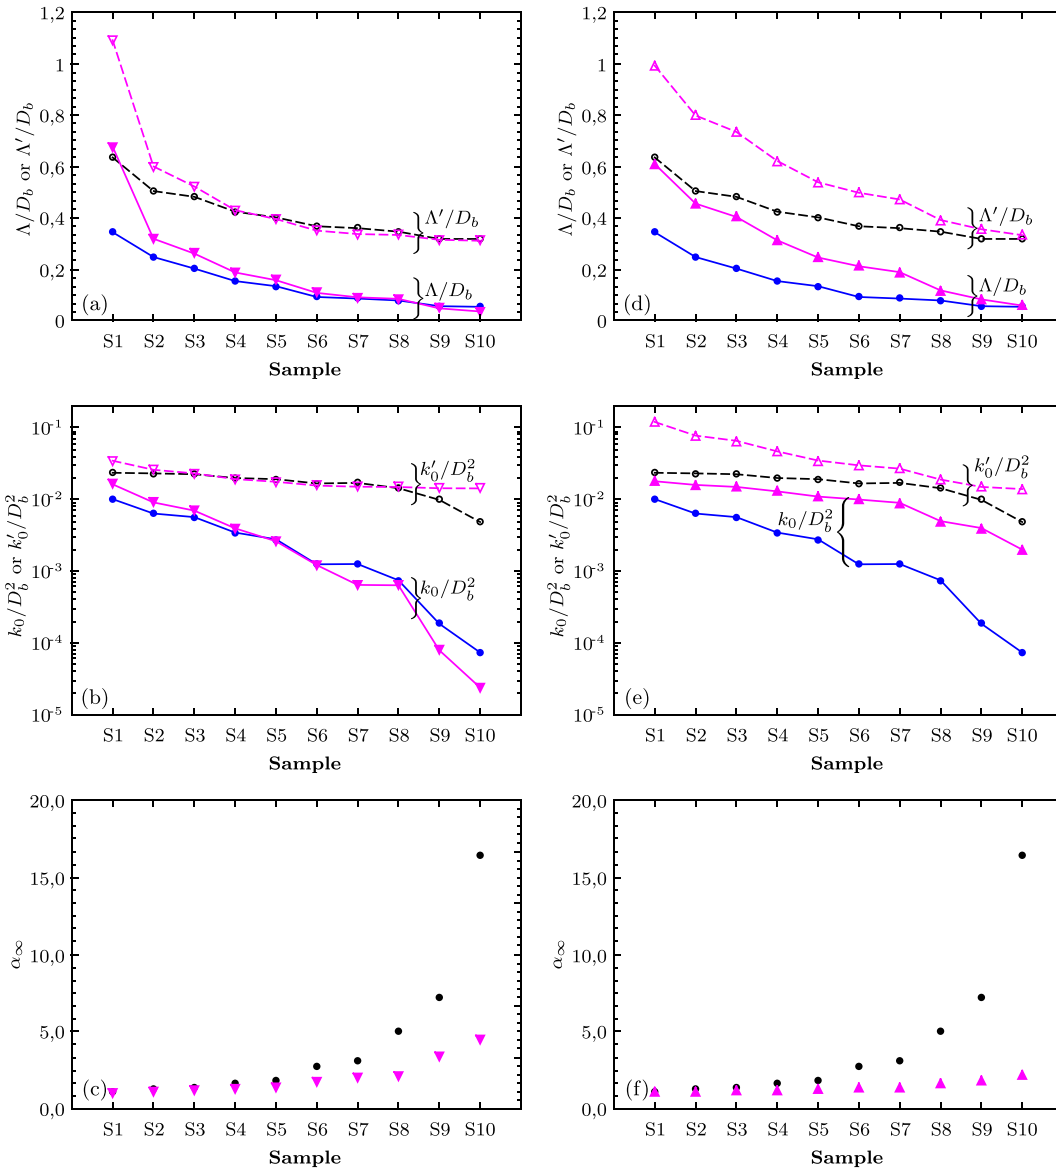 1,2
1
0,8
0,6
0,4
0,2
0
Λ/D_b or Λ′/D_b
Λ′/D_b
Λ/D_b
(a)
S1 S2 S3 S4 S5 S6 S7 S8 S9 S10
Sample
1,2
1
0,8
0,6
0,4
0,2
0
Λ/D_b or Λ′/D_b
Λ′/D_b
Λ/D_b
(d)
S1 S2 S3 S4 S5 S6 S7 S8 S9 S10
Sample
10^-1
10^-2
10^-3
10^-4
10^-5
k_0/D_b^2 or k′_0/D_b^2
k′_0/D_b^2
k_0/D_b^2
(b)
S1 S2 S3 S4 S5 S6 S7 S8 S9 S10
Sample
10^-1
10^-2
10^-3
10^-4
10^-5
k_0/D_b^2 or k′_0/D_b^2
k′_0/D_b^2
k_0/D_b^2
(e)
S1 S2 S3 S4 S5 S6 S7 S8 S9 S10
Sample
20,0
15,0
10,0
5,0
0,0
α_∞
(c)
S1 S2 S3 S4 S5 S6 S7 S8 S9 S10
Sample
20,0
15,0
10,0
5,0
0,0
α_∞
(f)
S1 S2 S3 S4 S5 S6 S7 S8 S9 S10
Sample